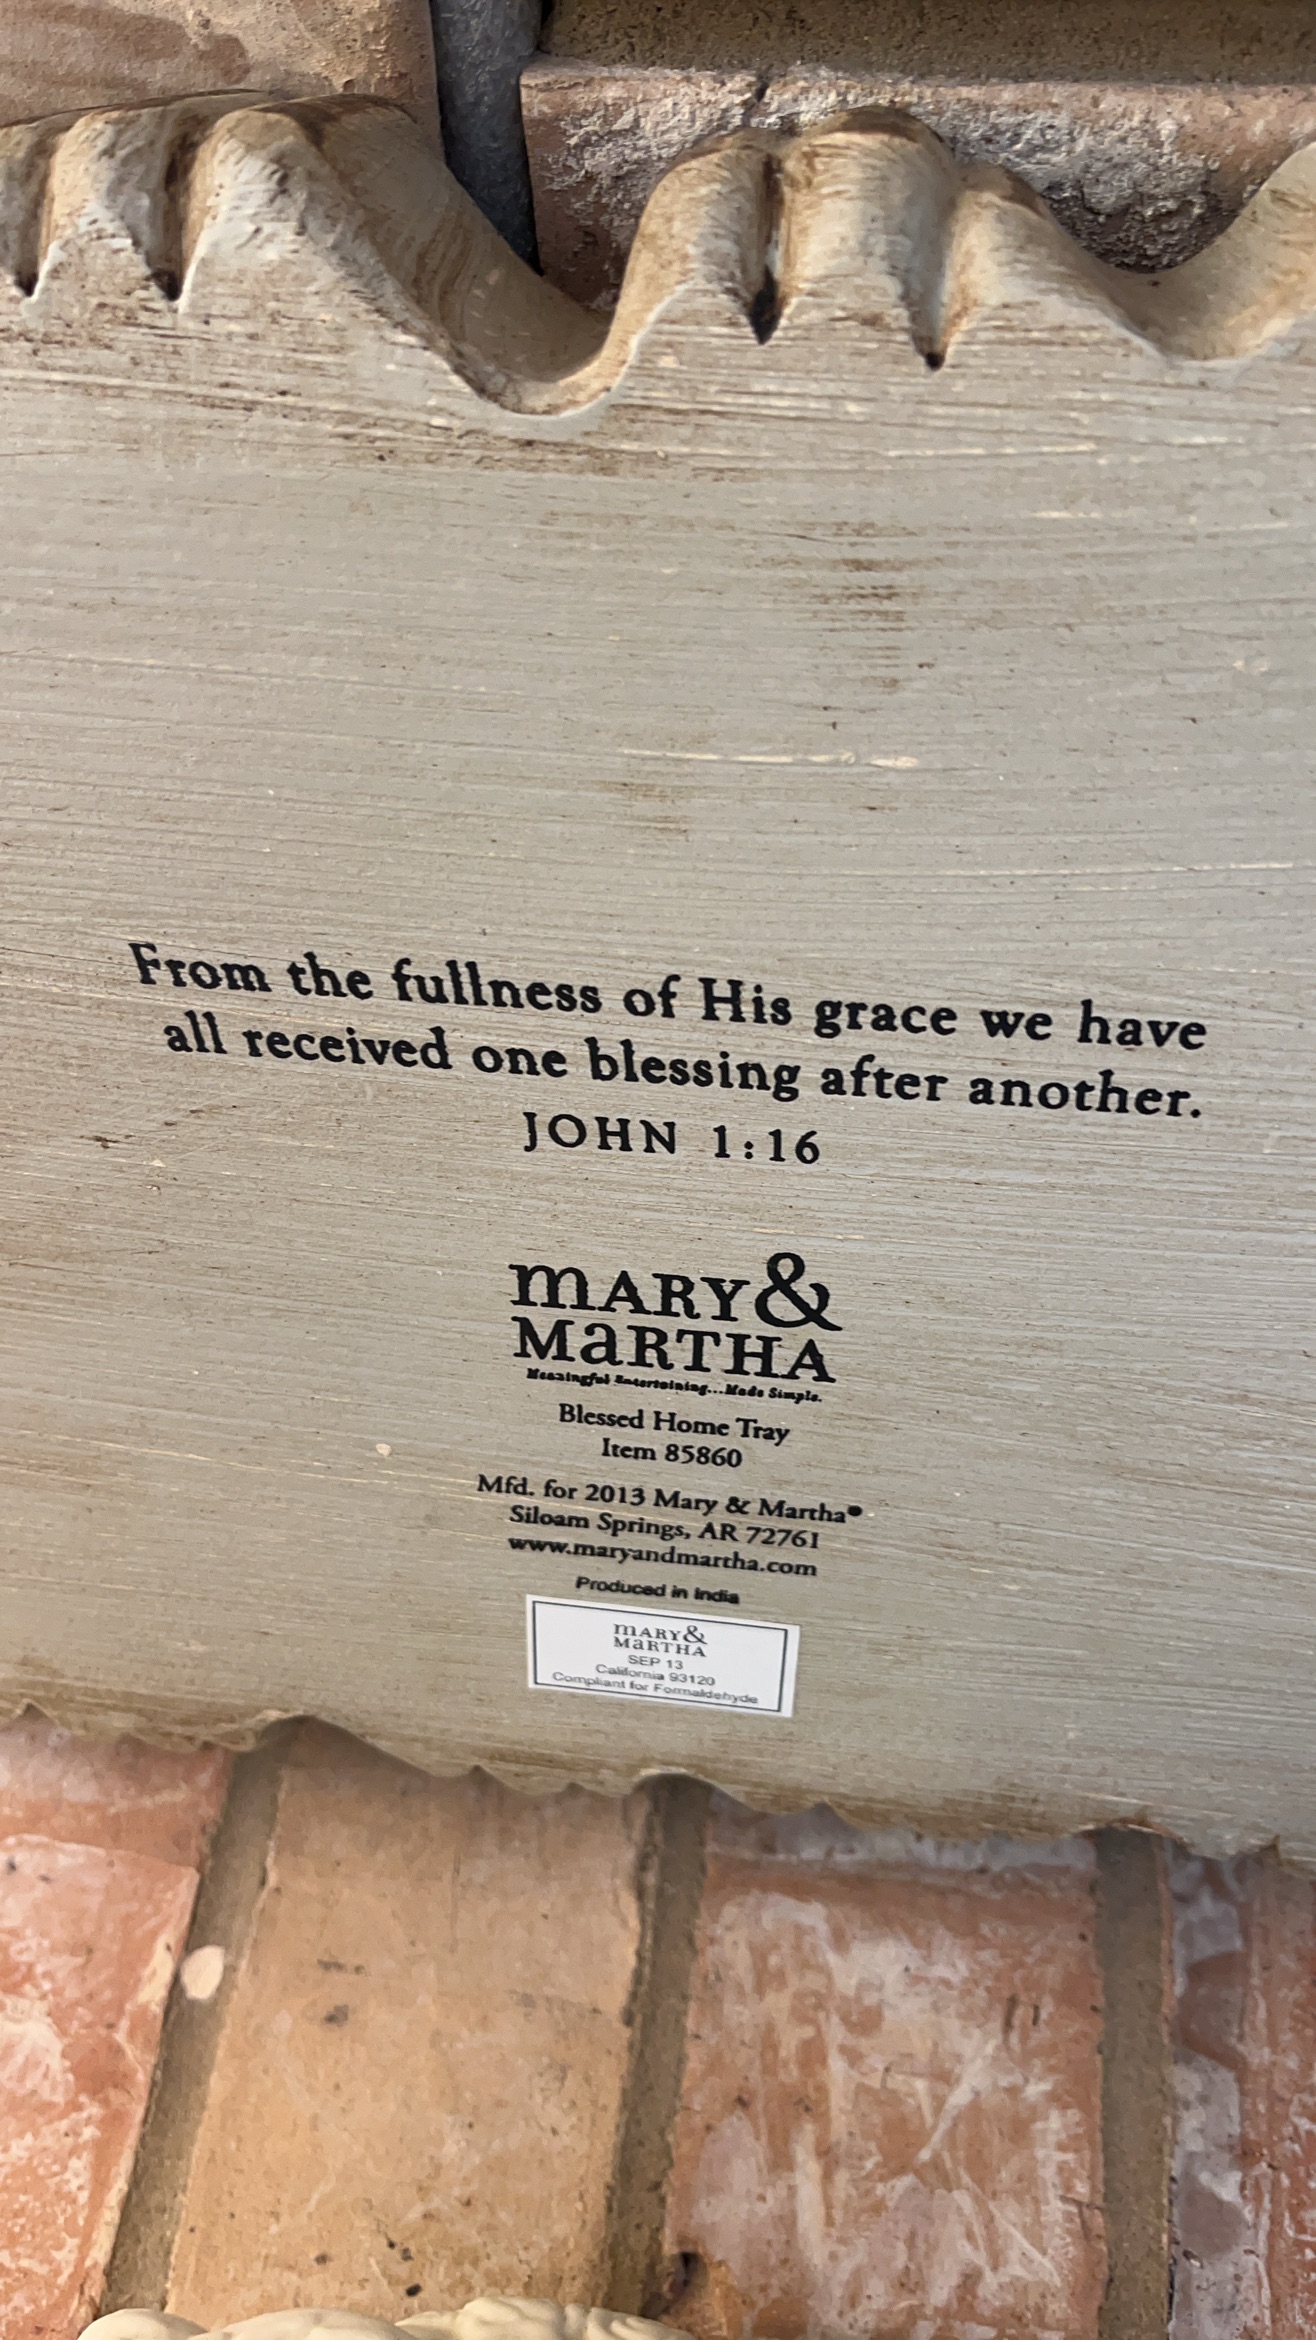 From the fullness of His grace we have
all received one blessing after another.
JOHN 1:16
mARY&
MaRTHA
Meaningful Entertaining...Made Simple.
Blessed Home Tray
Item 85860
Mfd. for 2013 Mary & Martha®
Siloam Springs, AR 72761
www.maryandmartha.com
Produced in India
mARY&
MaRTHA
SEP 13
California 93120
Compliant for Formaldehyde